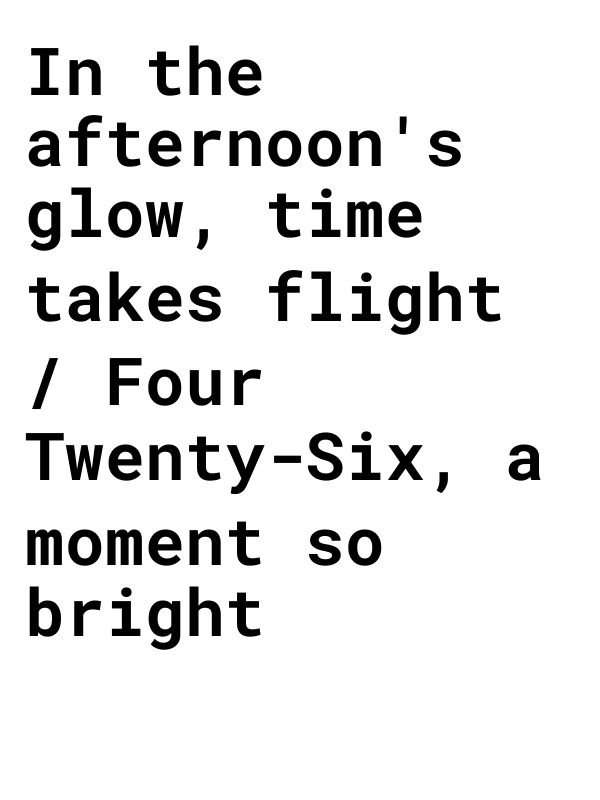 In the
afternoon's
glow, time
takes flight
/ Four
Twenty-Six, a
moment so
bright